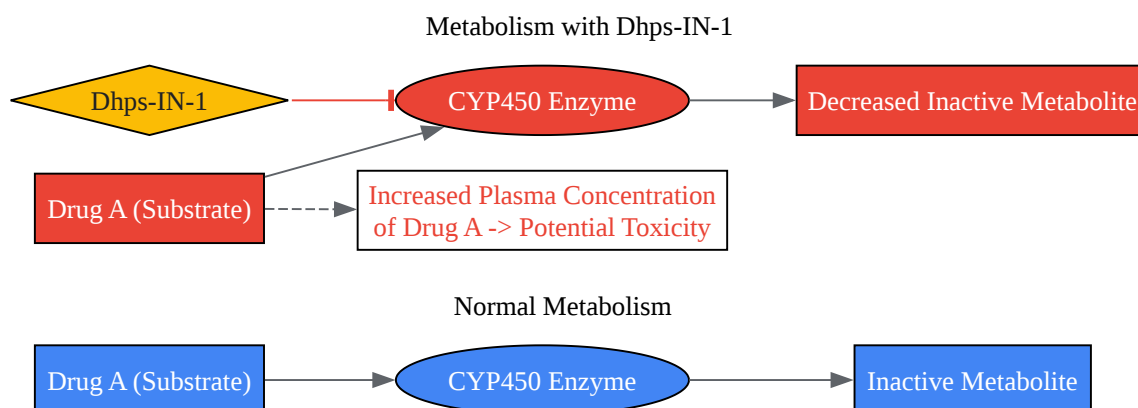 Metabolism with Dhps-IN-1
Dhps-IN-1
CYP450 Enzyme
Decreased Inactive Metabolite
Drug A (Substrate)
Increased Plasma Concentration
of Drug A -> Potential Toxicity
Normal Metabolism
Drug A (Substrate)
CYP450 Enzyme
Inactive Metabolite